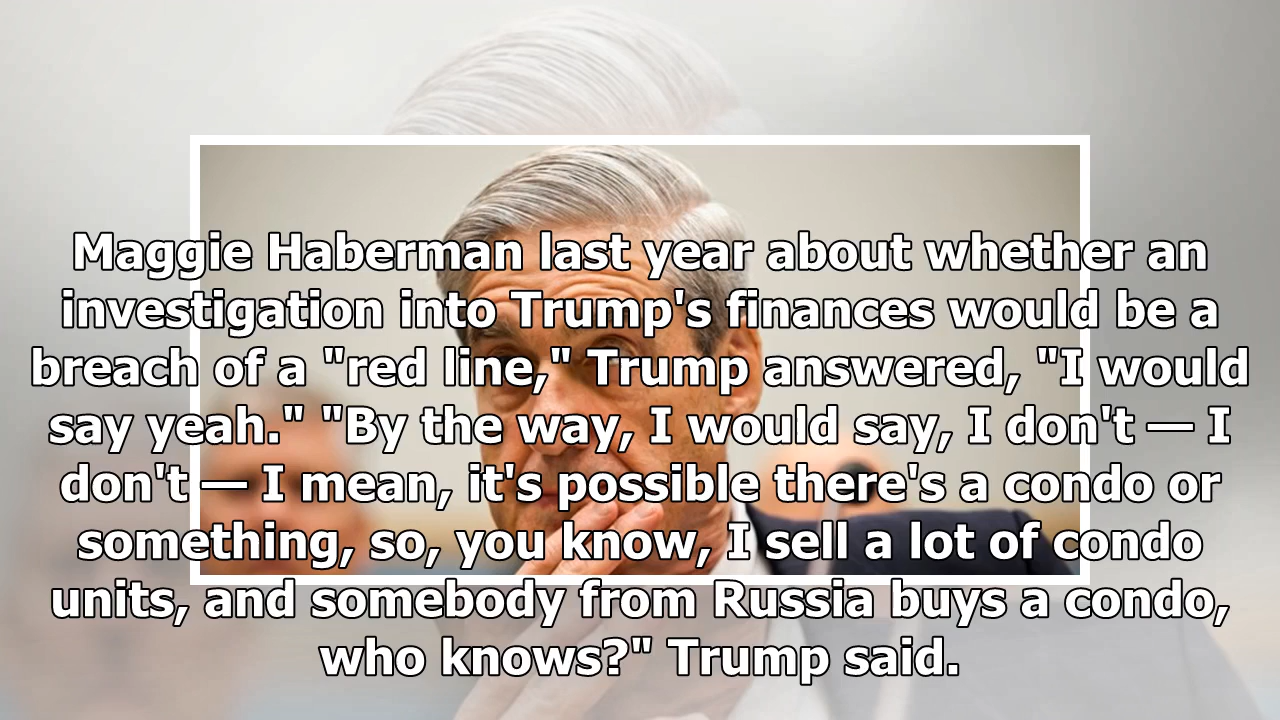 Maggie Haberman last year about whether an
investigation into Trump's finances would be a
breach of a "red line," Trump answered, "I would
say yeah." "By the way, I would say, I don't — I
don't — I mean, it's possible there's a condo or
something, so, you know, I sell a lot of condo
units, and somebody from Russia buys a condo,
who knows?" Trump said.